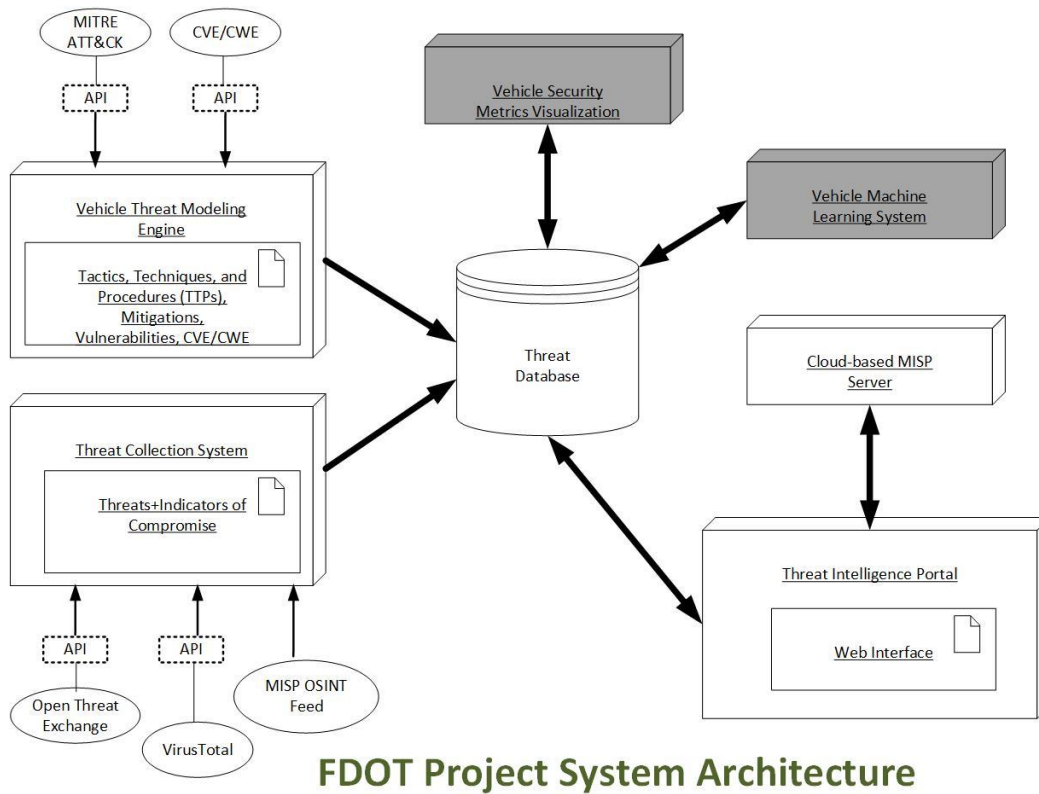 MITRE
ATT&CK
CVE/CWE
API
API
Vehicle Threat Modeling
Engine
Tactics, Techniques, and
Procedures (TTPs),
Mitigations,
Vulnerabilities, CVE/CWE
Threat Collection System
Threats+Indicators of
Compromise
API
API
Open Threat
Exchange
VirusTotal
MISP OSINT
Feed
Vehicle Security
Metrics Visualization
Vehicle Machine
Learning System
Threat
Database
Cloud-based MISP
Server
Threat Intelligence Portal
Web Interface
FDOT Project System Architecture